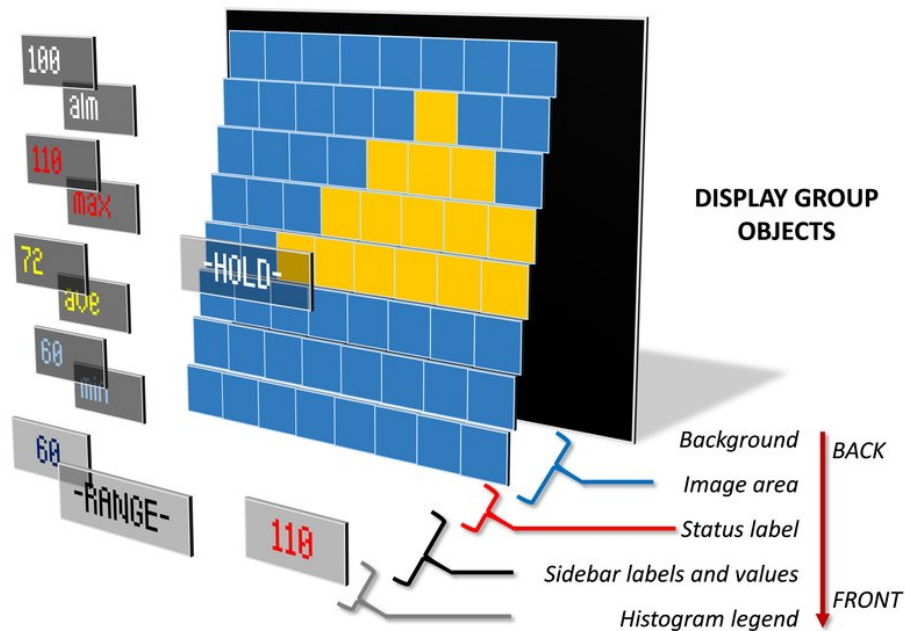 100
alm
110
max
72
ave
60
min
-HOLD-
60
-RANGE-
110
DISPLAY GROUP
OBJECTS
Background
Image area
Status label
Sidebar labels and values
Histogram legend
BACK
FRONT